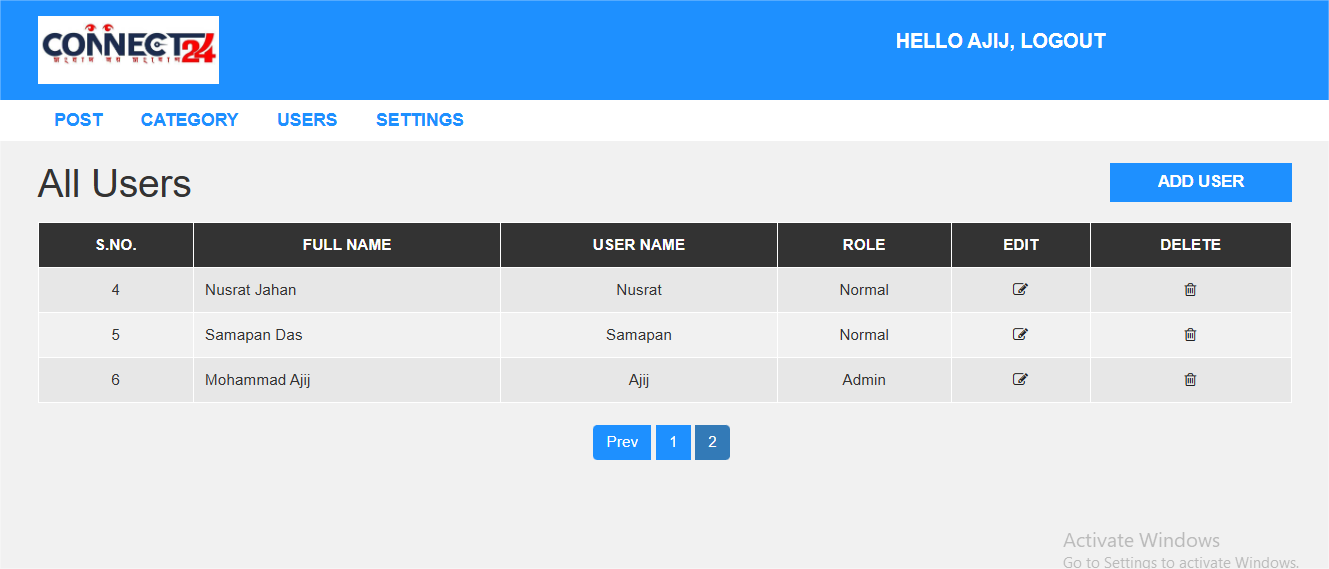 CONNECT24
HELLO AJIJ, LOGOUT
POST CATEGORY USERS SETTINGS
All Users
ADD USER
S.NO. FULL NAME USER NAME ROLE EDIT DELETE
4 Nusrat Jahan Nusrat Normal
5 Samapan Das Samapan Normal
6 Mohammad Ajij Ajij Admin
Prev 1 2
Activate Windows
Go to Settings to activate Windows.